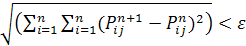 √((∑_{i=1}^{n} ∑_{i=1}^{n} (P_{ij}^{n+1} − P_{ij}^{n})^2)) < ε